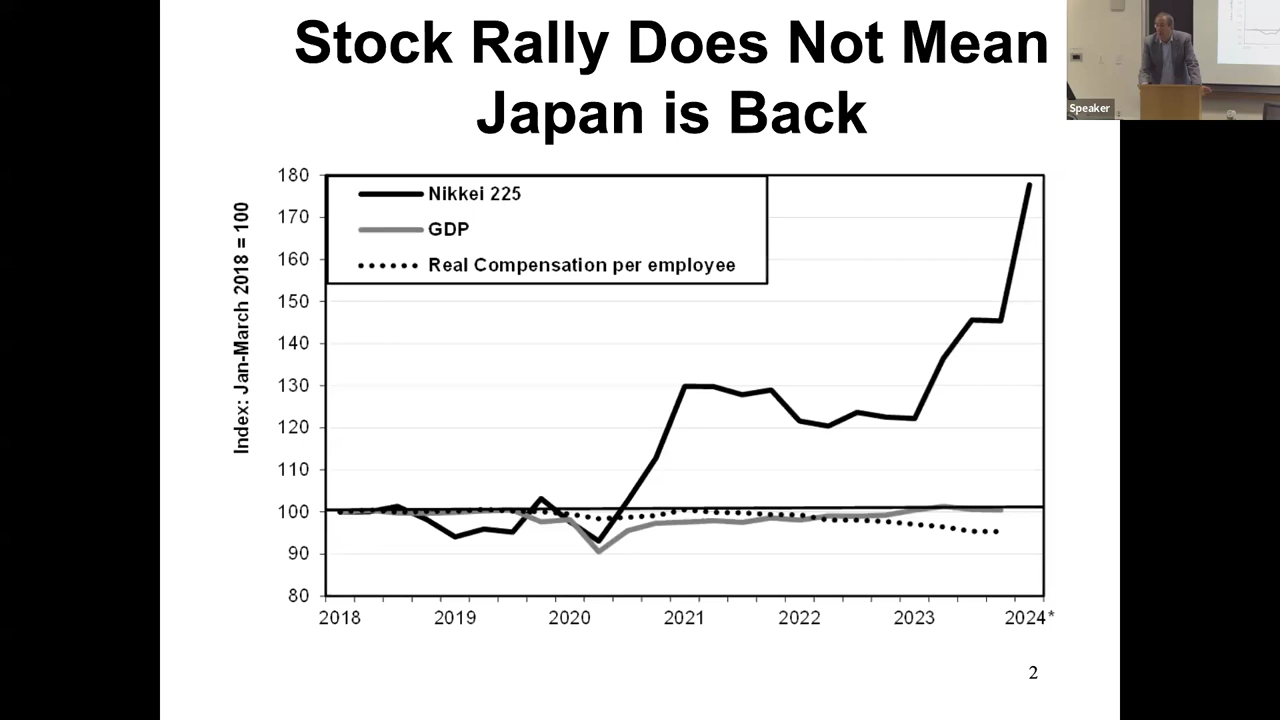 Stock Rally Does Not Mean
Japan is Back
Speaker
Index: Jan-March 2018 = 100
180
170
160
150
140
130
120
110
100
90
80
Nikkei 225
GDP
Real Compensation per employee
2018 2019 2020 2021 2022 2023 2024*
2